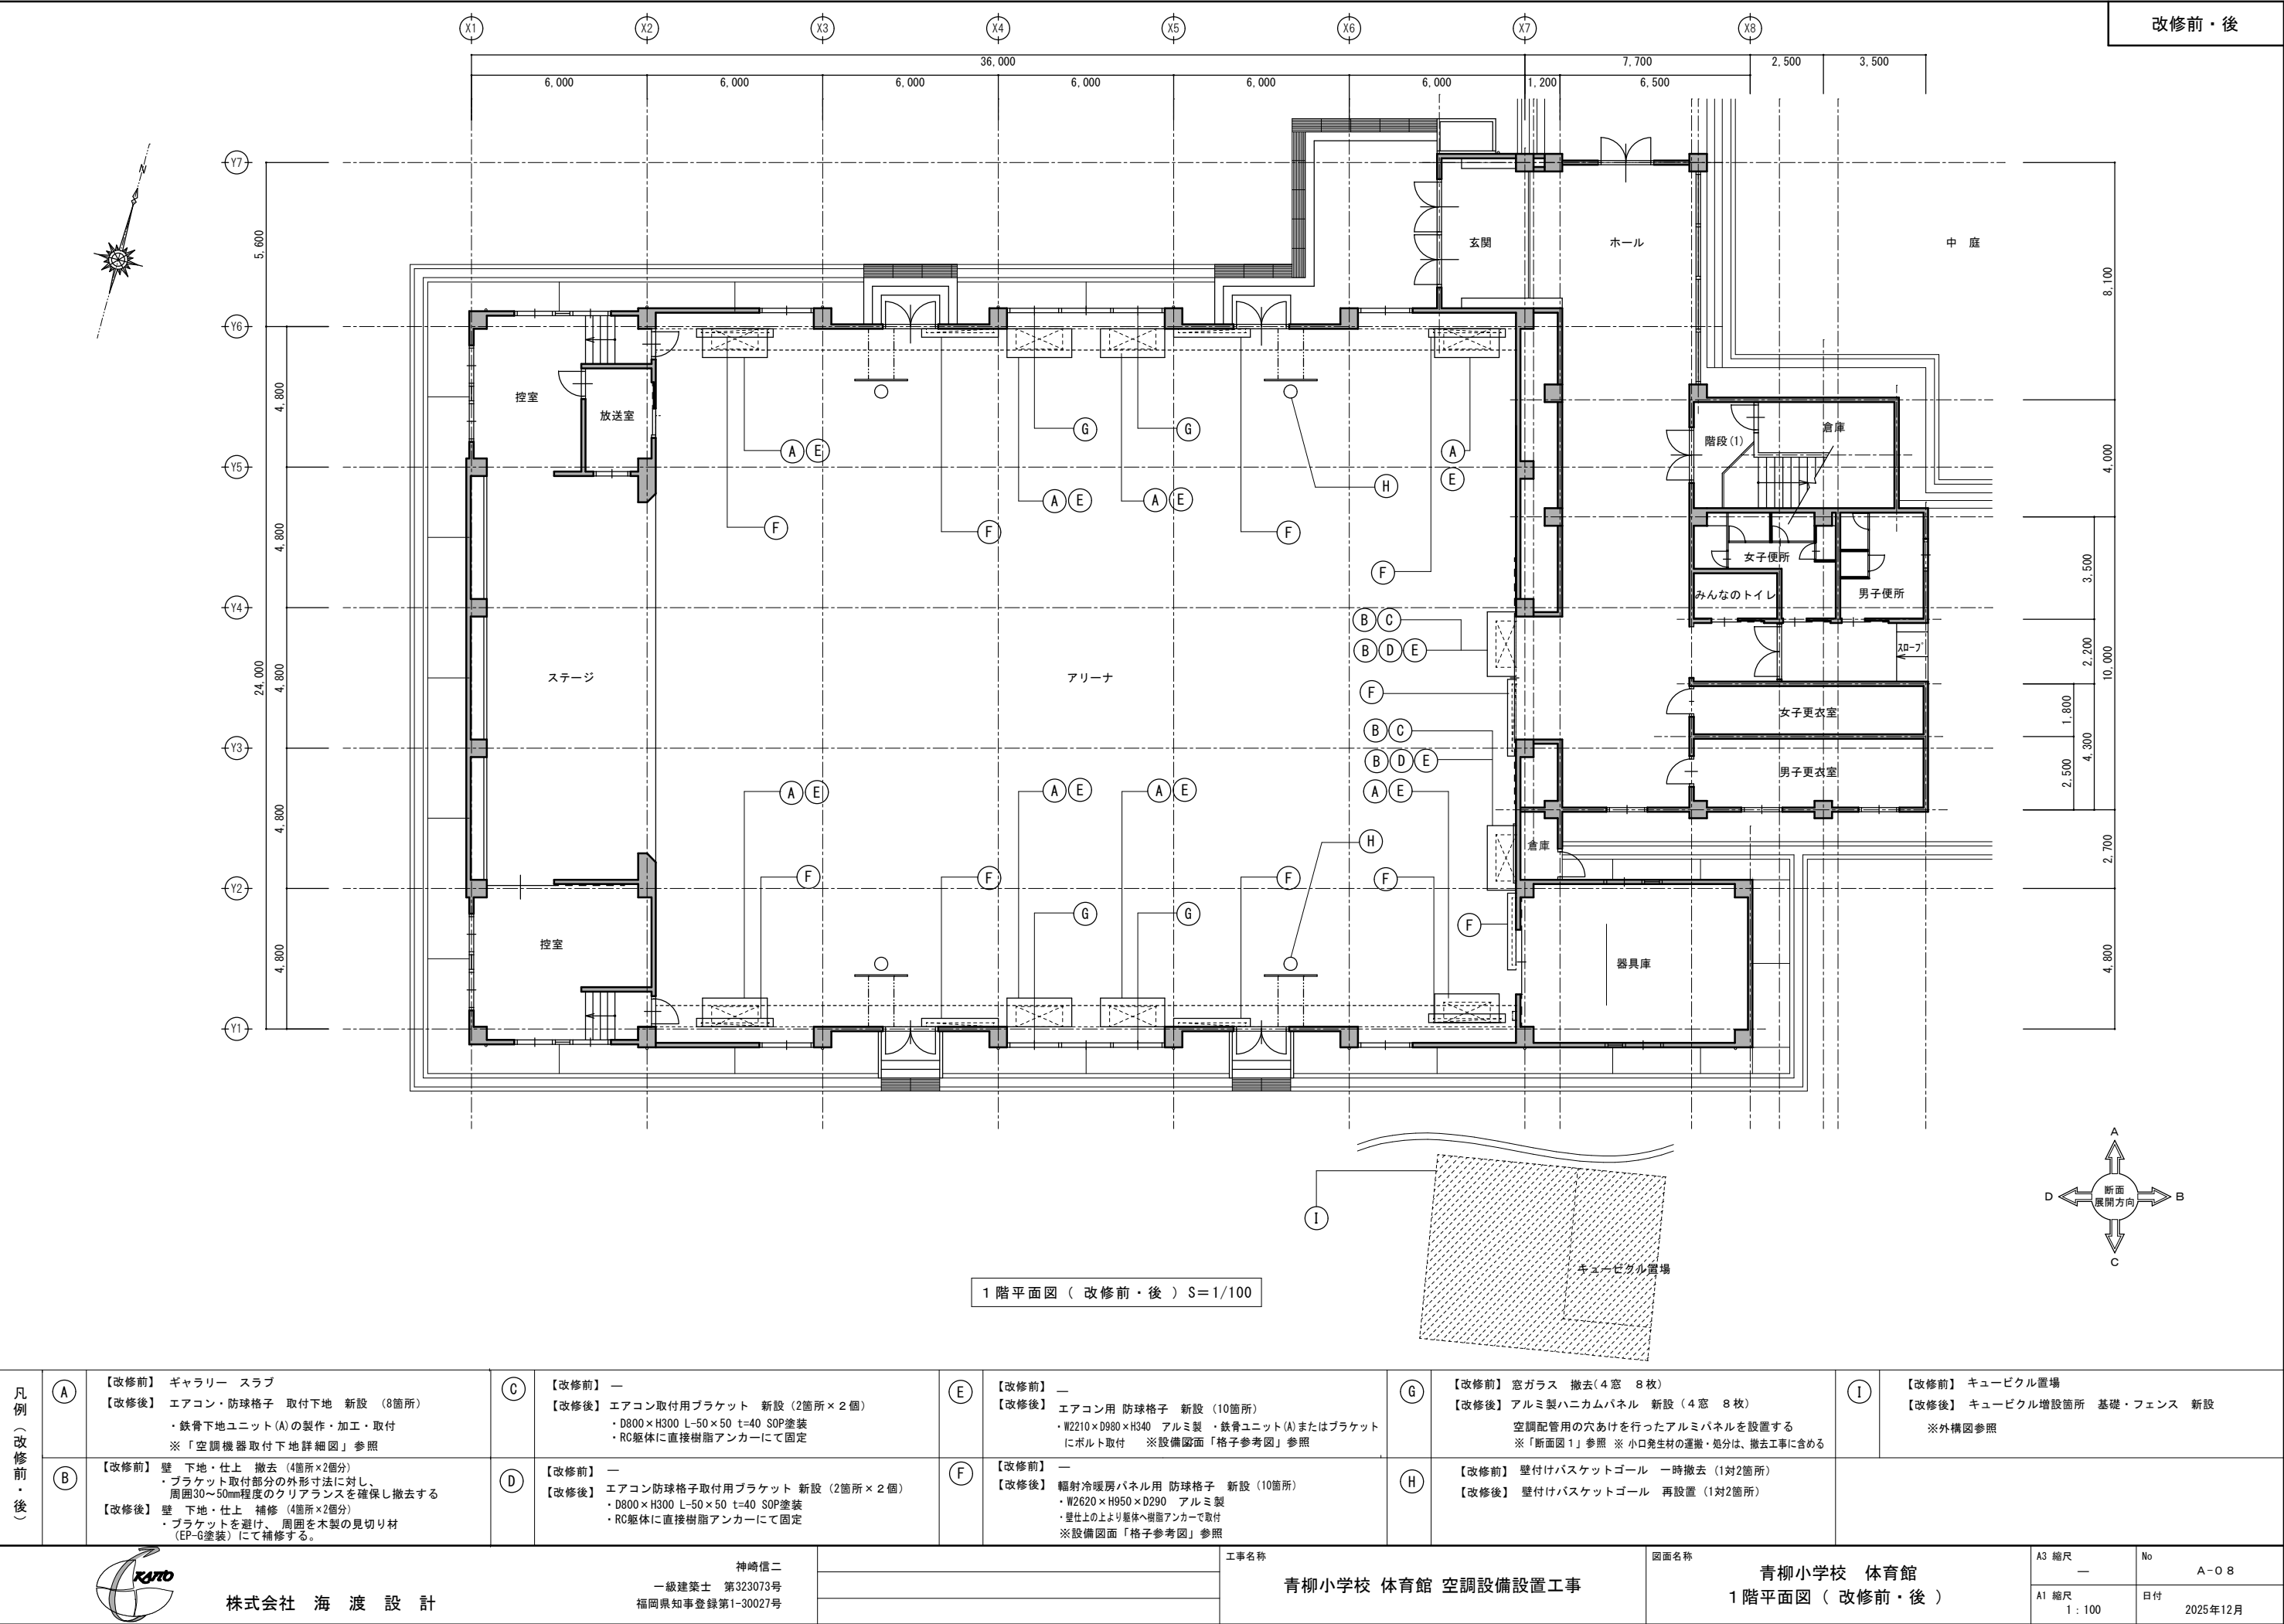 改修前・後
X1 X2 X3 X4 X5 X6 X7 X8
36,000 7,700 2,500 3,500
6,000 6,000 6,000 6,000 6,000 6,000 1,200 6,500
N
Y7
Y6
Y5
Y4
Y3
Y2
Y1
5,600
24,000
4,800
4,800
4,800
4,800
4,800
8,100
4,000
10,000
3,500
2,200
4,300
1,800
2,500
2,700
4,800
玄関
ホール
中 庭
控室
放送室
階段(1)
倉庫
女子便所
みんなのトイレ
男子便所
スロープ
ステージ
アリーナ
女子更衣室
男子更衣室
倉庫
控室
器具庫
A E
G
G
A
E
A E
A E
H
F
F
F
F
B C
B D E
F
B C
B D E
A E
A E
A E
A E
H
F
F
F
F
F
G
G
I
キュービクル置場
A
D 断面 B
展開方向
C
1階平面図( 改修前・後 )S=1/100
凡例(改修前・後)
A
【改修前】 ギャラリー スラブ
【改修後】 エアコン・防球格子 取付下地 新設 (8箇所)
・鉄骨下地ユニット(A)の製作・加工・取付
※「空調機器取付下地詳細図」参照
B
【改修前】 壁 下地・仕上 撤去 (4箇所×2個分)
・ブラケット取付部分の外形寸法に対し、
周囲30~50mm程度のクリアランスを確保し撤去する
【改修後】 壁 下地・仕上 補修 (4箇所×2個分)
・ブラケットを避け、 周囲を木製の見切り材
(EP-G塗装)にて補修する。
C
【改修前】 ―
【改修後】 エアコン取付用ブラケット 新設(2箇所×2個)
・D800×H300 L-50×50 t=40 SOP塗装
・RC躯体に直接樹脂アンカーにて固定
D
【改修前】 ―
【改修後】 エアコン防球格子取付用ブラケット 新設(2箇所×2個)
・D800×H300 L-50×50 t=40 SOP塗装
・RC躯体に直接樹脂アンカーにて固定
E
【改修前】 ―
【改修後】 エアコン用 防球格子 新設(10箇所)
・W2210×D980×H340 アルミ製 ・鉄骨ユニット(A)またはブラケット
にボルト取付 ※設備図面「格子参考図」参照
F
【改修前】 ―
【改修後】 輻射冷暖房パネル用 防球格子 新設(10箇所)
・W2620×H950×D290 アルミ製
・壁仕上の上より躯体へ樹脂アンカーで取付
※設備図面「格子参考図」参照
G
【改修前】 窓ガラス 撤去(4窓 8枚)
【改修後】 アルミ製ハニカムパネル 新設(4窓 8枚)
空調配管用の穴あけを行ったアルミパネルを設置する
※「断面図1」参照 ※ 小口発生材の運搬・処分は、撤去工事に含める
H
【改修前】 壁付けバスケットゴール 一時撤去(1対2箇所)
【改修後】 壁付けバスケットゴール 再設置(1対2箇所)
I
【改修前】 キュービクル置場
【改修後】 キュービクル増設箇所 基礎・フェンス 新設
※外構図参照
KAITO
株式会社 海 渡 設 計
神崎信二
一級建築士 第323073号
福岡県知事登録第1-30027号
工事名称
青柳小学校 体育館 空調設備設置工事
図面名称
青柳小学校 体育館
1階平面図( 改修前・後 )
A3 縮尺
―
A1 縮尺
1:100
No
A-08
日付
2025年12月